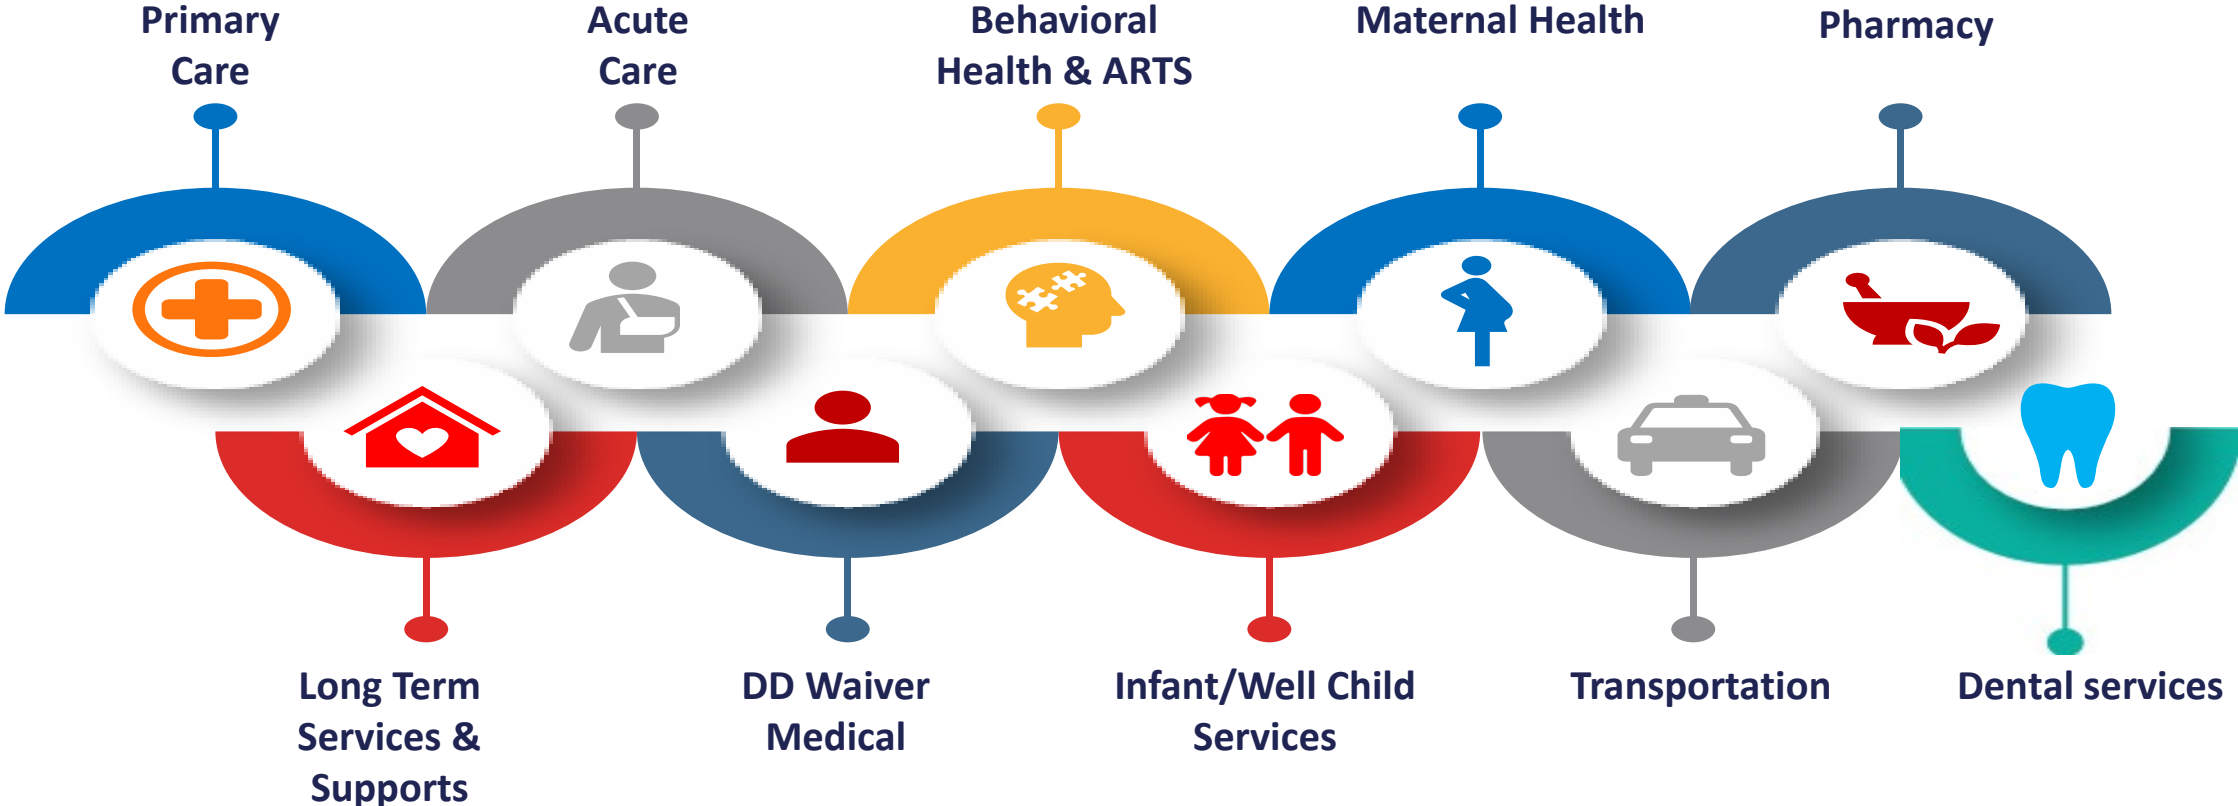 Primary
Care
Acute
Care
Behavioral
Health & ARTS
Maternal Health
Pharmacy
Long Term
Services &
Supports
DD Waiver
Medical
Infant/Well Child
Services
Transportation
Dental services